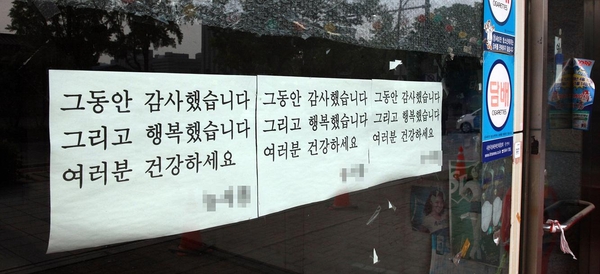 그동안 감사했습니다
그리고 행복했습니다
여러분 건강하세요
그동안 감사했습니다
그리고 행복했습니다
여러분 건강하세요
그동안 감사했습니다
그리고 행복했습니다
여러분 건강하세요
CIGARETTES
담배
CIGARETTES